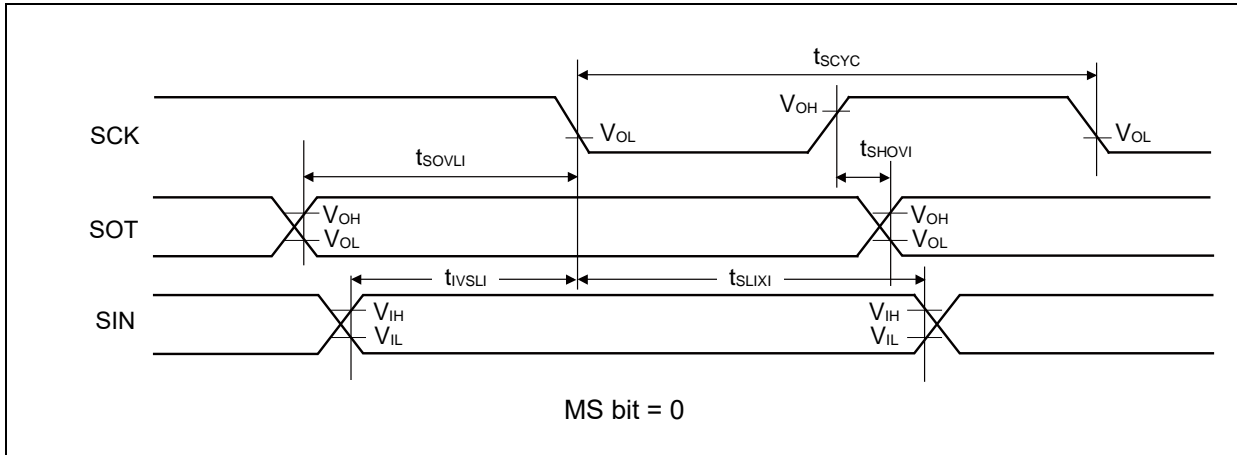 tSCYC
SCK
VOL
VOH
VOL
tSOVLI
tSHOVI
SOT
VOH
VOL
VOH
VOL
tIVSLI
tSLIXI
SIN
VIH
VIL
VIH
VIL
MS bit = 0